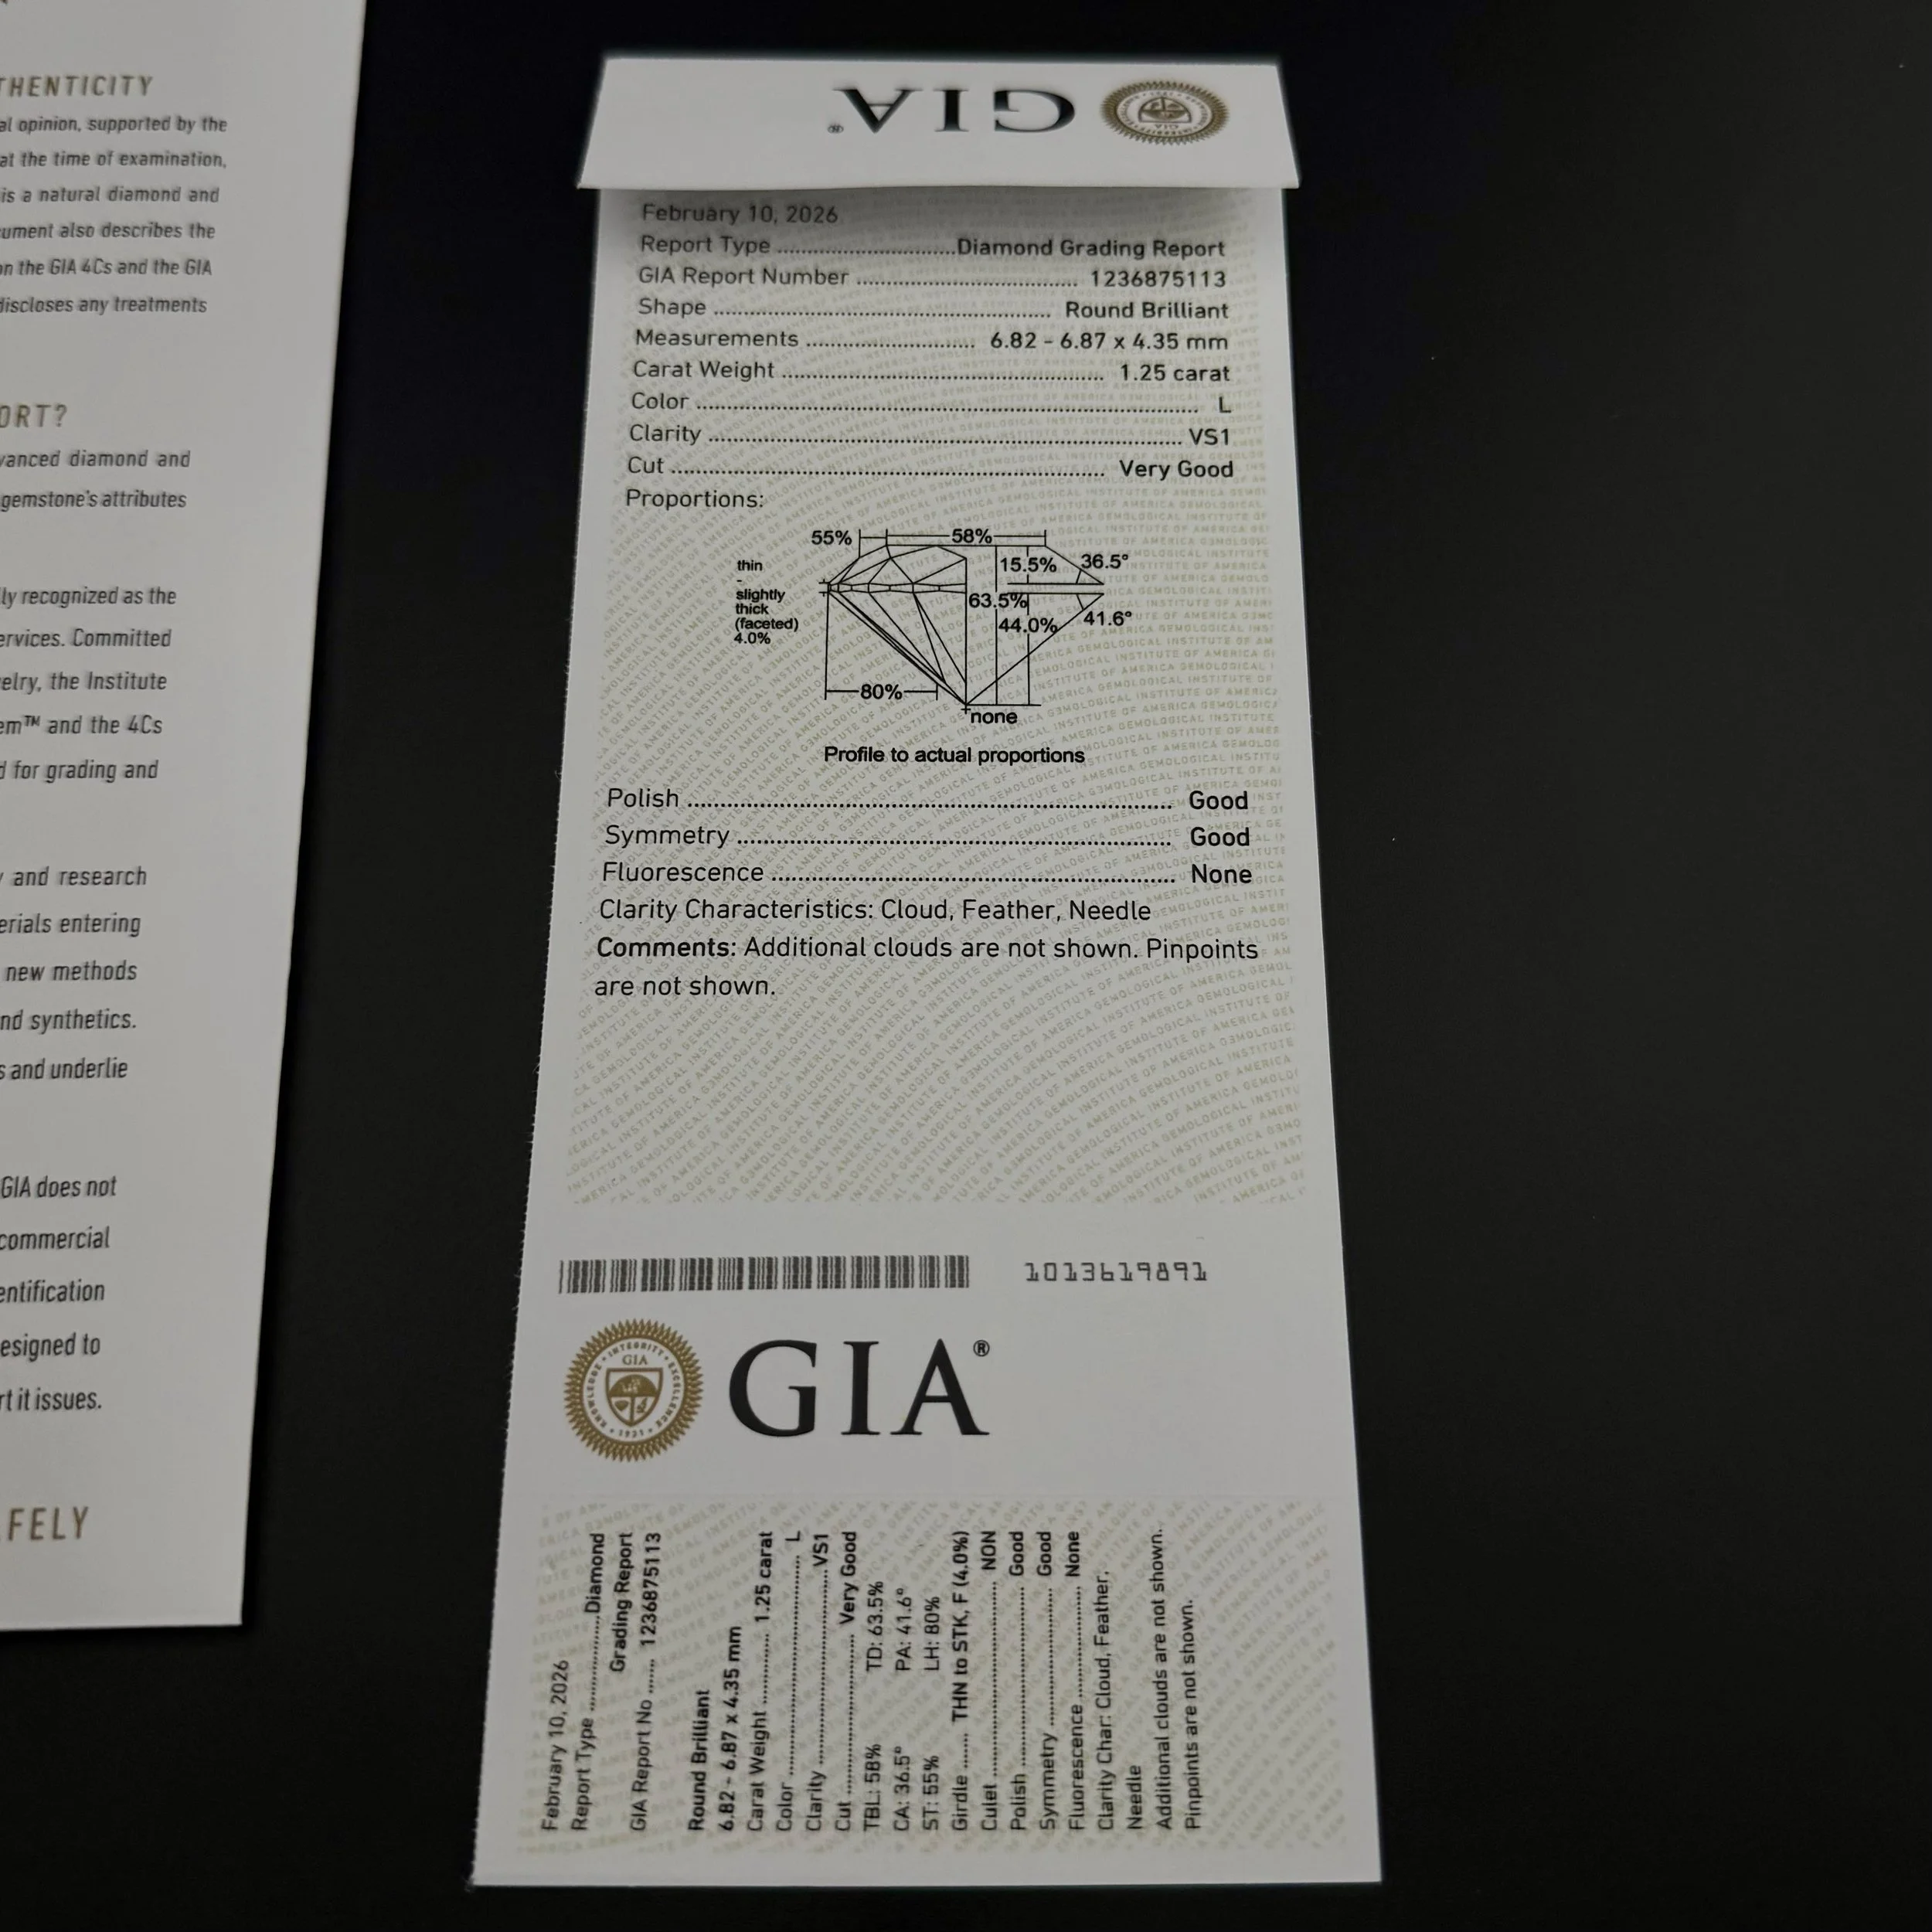 THENTICITY
al opinion, supported by the
at the time of examination,
is a natural diamond and
cument also describes the
on the GIA 4Cs and the GIA
discloses any treatments
ORT?
vanced diamond and
gemstone's attributes
ly recognized as the
ervices. Committed
elry, the Institute
em™ and the 4Cs
d for grading and
y and research
erials entering
new methods
nd synthetics.
s and underlie
GIA does not
commercial
entification
esigned to
rt it issues.
FELY
GIA®
February 10, 2026
Report Type ........................... Diamond Grading Report
GIA Report Number ........................... 1236875113
Shape ........................... Round Brilliant
Measurements ........................... 6.82 - 6.87 x 4.35 mm
Carat Weight ........................... 1.25 carat
Color ........................... L
Clarity ........................... VS1
Cut ........................... Very Good
Proportions:
55% 58%
thin
-
slightly
thick
(faceted)
4.0%
15.5% 36.5°
63.5%
44.0% 41.6°
80%
none
Profile to actual proportions
Polish ........................... Good
Symmetry ........................... Good
Fluorescence ........................... None
Clarity Characteristics: Cloud, Feather, Needle
Comments: Additional clouds are not shown. Pinpoints
are not shown.
1013619891
KNOWLEDGE • INTEGRITY • EXCELLENCE
GIA
1931
GIA®
February 10, 2026
Report Type ..................Diamond
Grading Report
GIA Report No ....... 1236875113
Round Brilliant
6.82 - 6.87 x 4.35 mm
Carat Weight ............ 1.25 carat
Color ........................... L
Clarity ........................... VS1
Cut ........................... Very Good
TBL: 58% TD: 63.5%
CA: 36.5° PA: 41.6°
ST: 55% LH: 80%
Girdle ....... THN to STK, F (4.0%)
Culet ........................... NON
Polish ........................... Good
Symmetry ........................... Good
Fluorescence ........................... None
Clarity Char: Cloud, Feather,
Needle
Additional clouds are not shown.
Pinpoints are not shown.